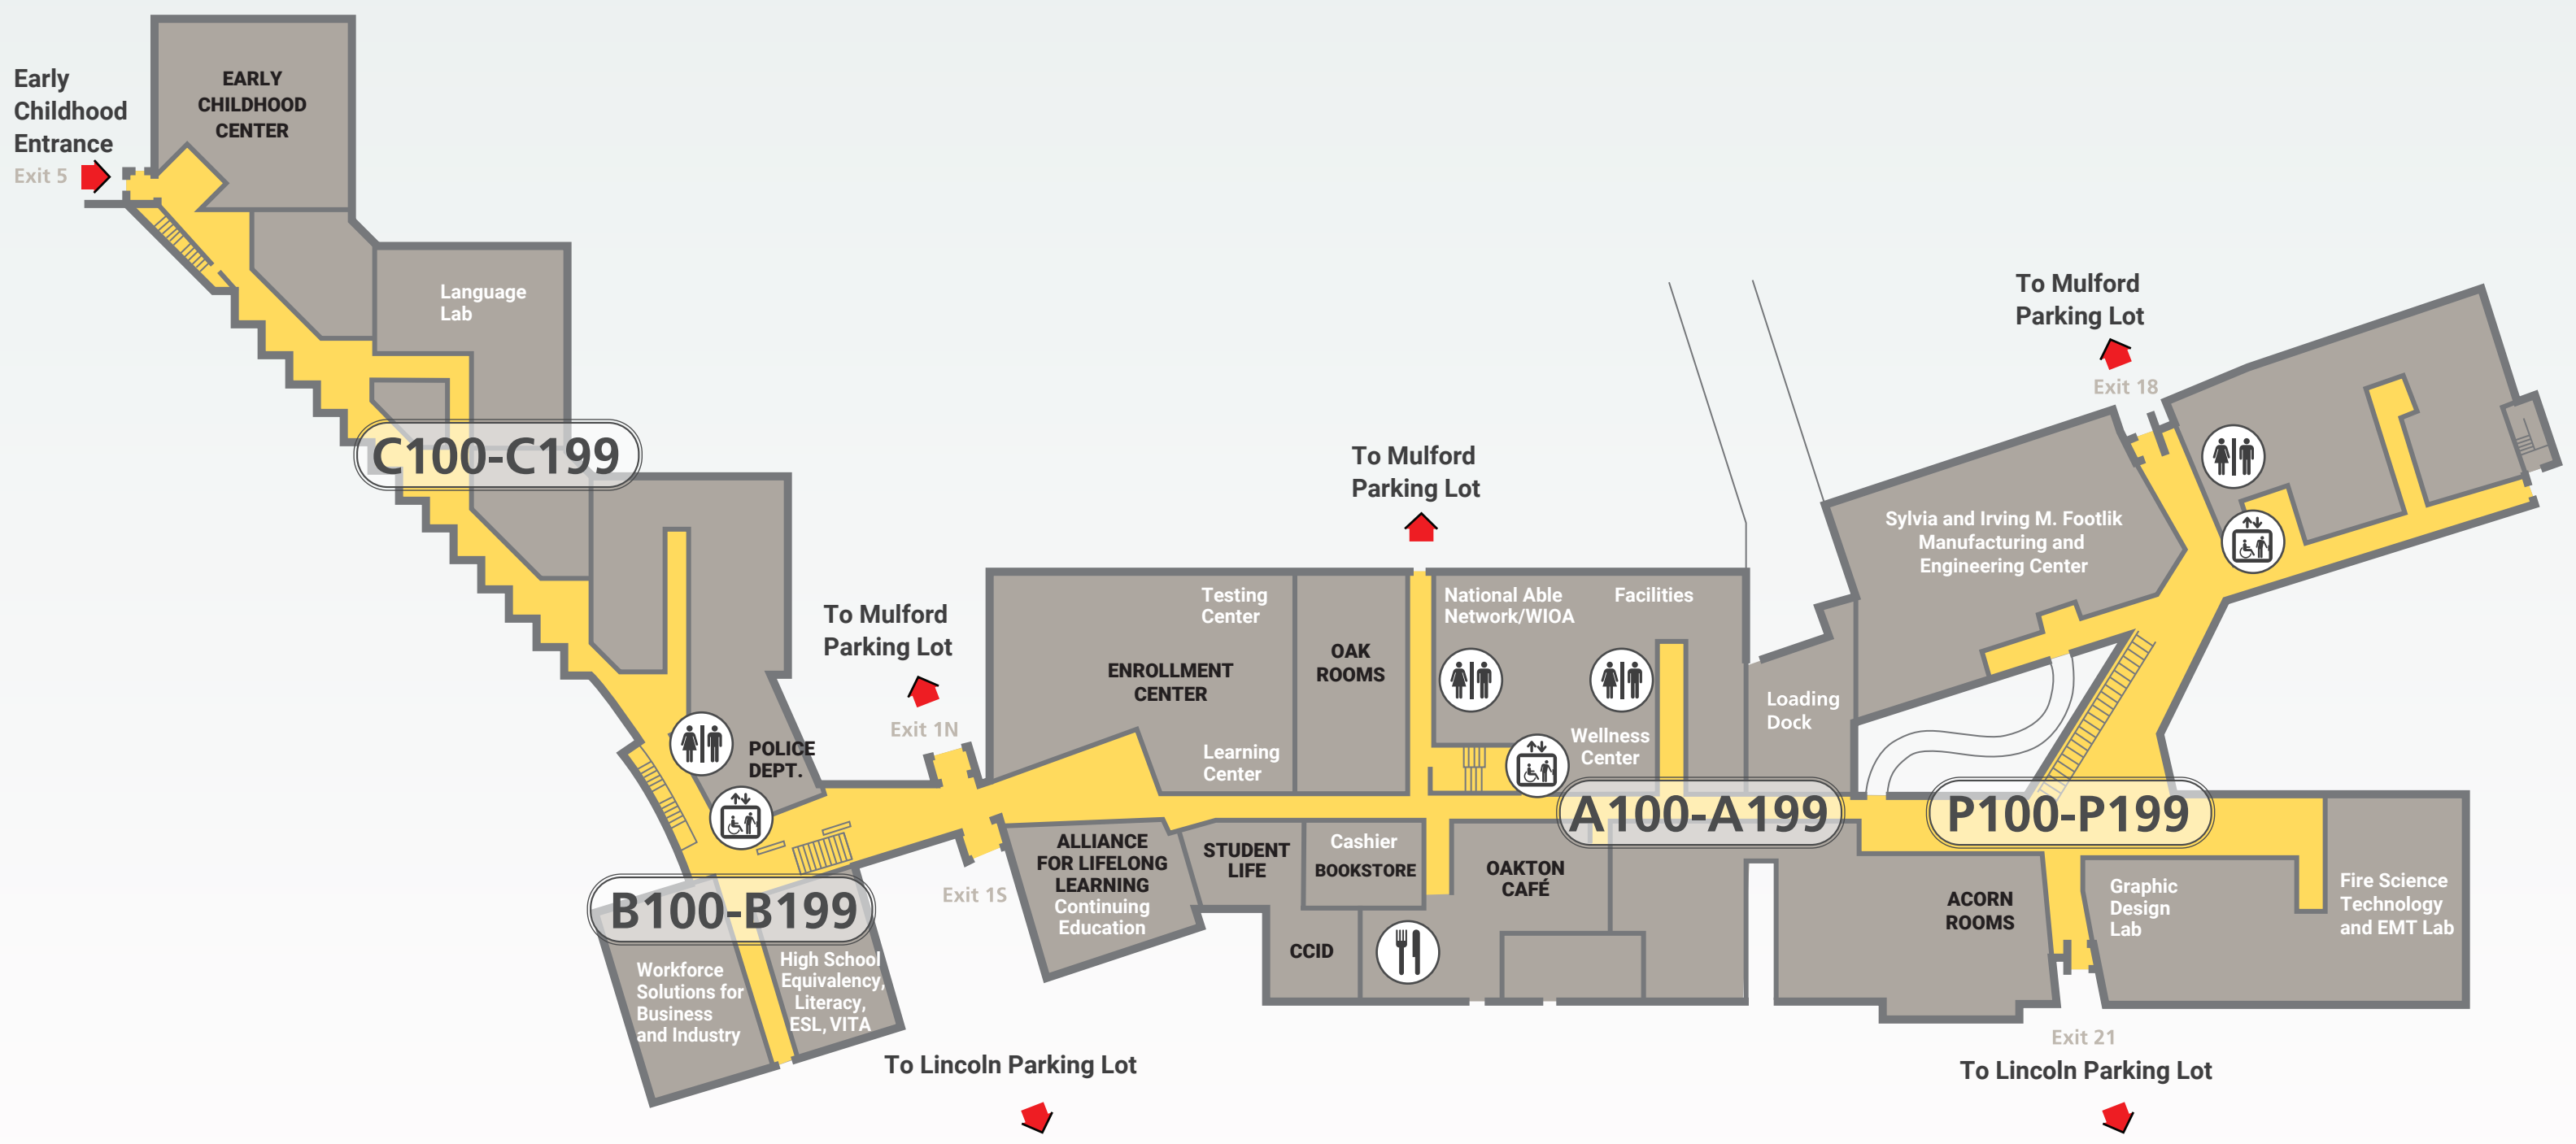 Early
Childhood
Entrance
Exit 5
EARLY
CHILDHOOD
CENTER
Language
Lab
C100-C199
To Mulford
Parking Lot
Exit 1N
POLICE
DEPT.
B100-B199
Workforce
Solutions for
Business
and Industry
High School
Equivalency,
Literacy,
ESL, VITA
Exit 1S
To Lincoln Parking Lot
Testing
Center
ENROLLMENT
CENTER
Learning
Center
OAK
ROOMS
To Mulford
Parking Lot
National Able
Network/WIOA
Facilities
Wellness
Center
Loading
Dock
A100-A199
ALLIANCE
FOR LIFELONG
LEARNING
Continuing
Education
STUDENT
LIFE
Cashier
BOOKSTORE
CCID
OAKTON
CAFÉ
To Mulford
Parking Lot
Exit 18
Sylvia and Irving M. Footlik
Manufacturing and
Engineering Center
P100-P199
ACORN
ROOMS
Graphic
Design
Lab
Fire Science
Technology
and EMT Lab
Exit 21
To Lincoln Parking Lot